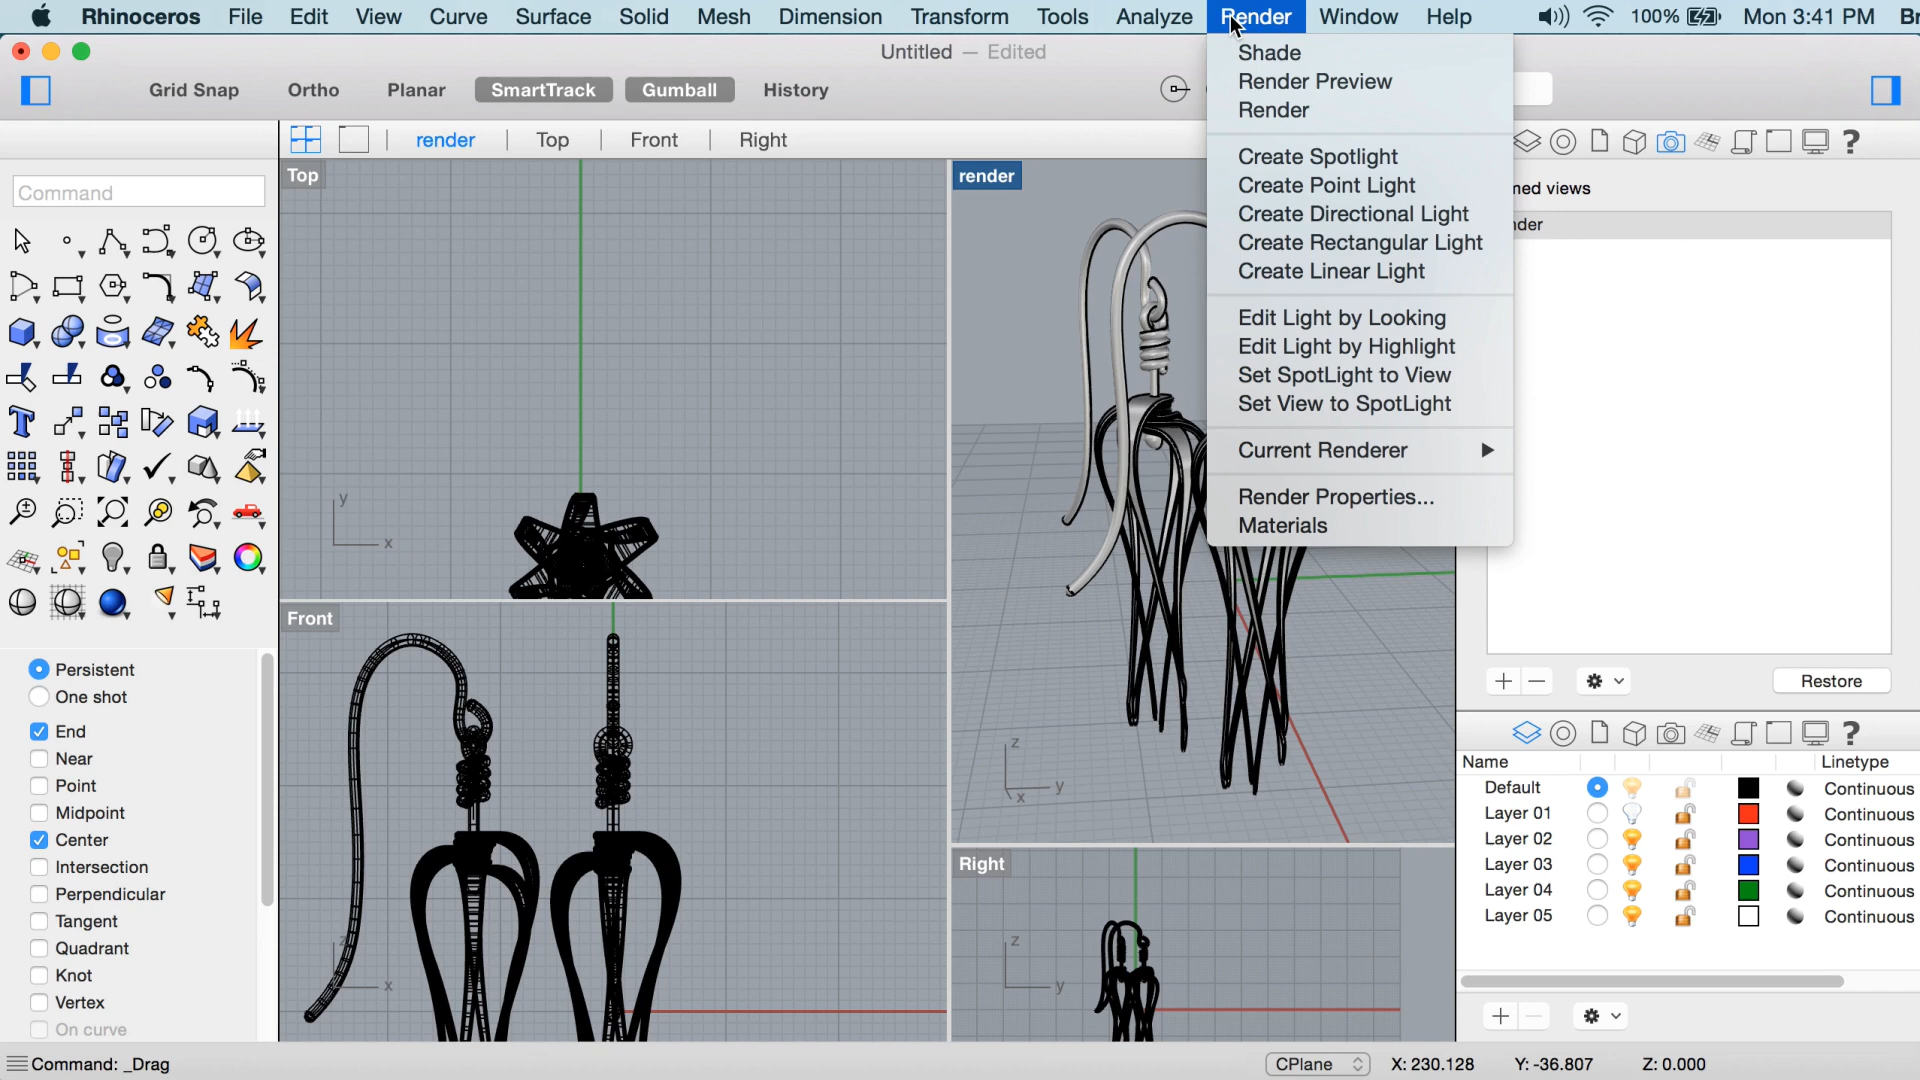 Rhinoceros File Edit View Curve Surface Solid Mesh Dimension Transform Tools Analyze Render Window Help 100% Mon 3:41 PM
Untitled — Edited
Grid Snap Ortho Planar SmartTrack Gumball History
render Top Front Right
Command
Persistent
One shot
End
Near
Point
Midpoint
Center
Intersection
Perpendicular
Tangent
Quadrant
Knot
Vertex
On curve
Top
y
x
Front
z
x
render
z
y
x
Right
z
y
Shade
Render Preview
Render
Create Spotlight
Create Point Light
Create Directional Light
Create Rectangular Light
Create Linear Light
Edit Light by Looking
Edit Light by Highlight
Set SpotLight to View
Set View to SpotLight
Current Renderer
Render Properties...
Materials
?
views
Restore
?
Name Linetype
Default Continuous
Layer 01 Continuous
Layer 02 Continuous
Layer 03 Continuous
Layer 04 Continuous
Layer 05 Continuous
Command: _Drag
CPlane X: 230.128 Y: -36.807 Z: 0.000